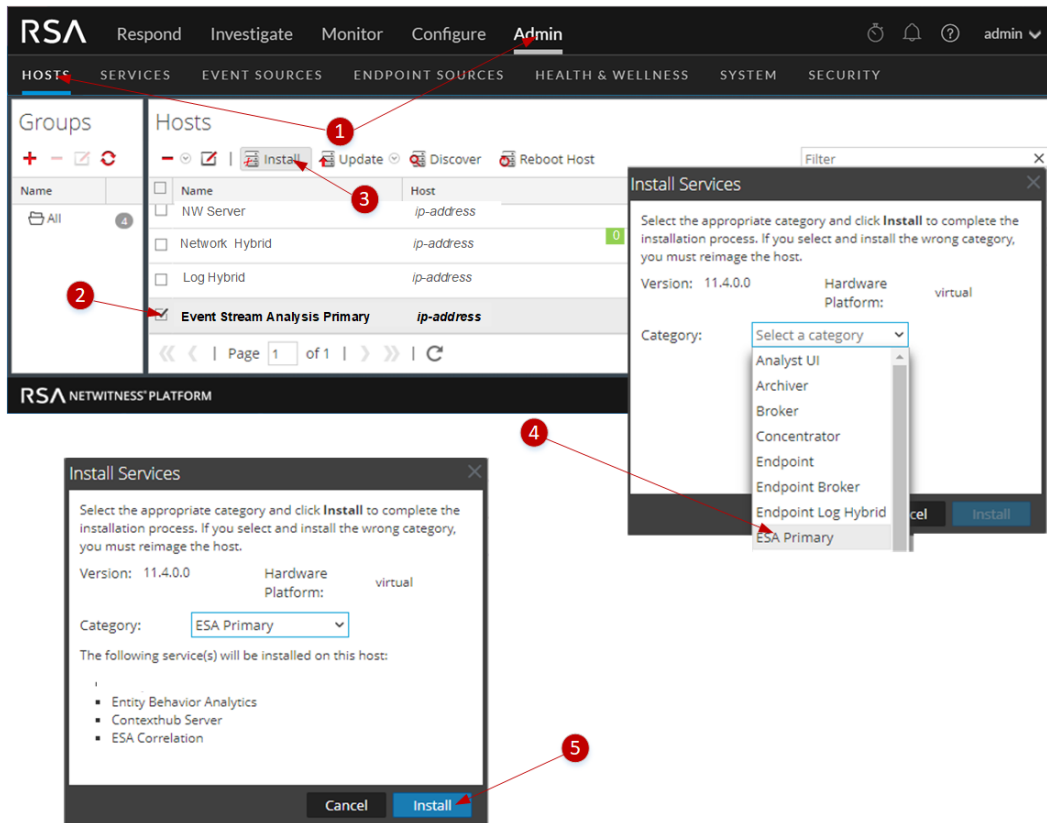 RSA Respond Investigate Monitor Configure Admin admin
HOSTS SERVICES EVENT SOURCES ENDPOINT SOURCES HEALTH & WELLNESS SYSTEM SECURITY
Groups
Name
All 4
Hosts
Install Update Discover Reboot Host Filter
Name Host
NW Server ip-address
Network Hybrid ip-address 0
Log Hybrid ip-address
Event Stream Analysis Primary ip-address
Page 1 of 1
RSA NETWITNESS® PLATFORM
1
2
3
Install Services
Select the appropriate category and click Install to complete the
installation process. If you select and install the wrong category,
you must reimage the host.
Version: 11.4.0.0 Hardware
Platform: virtual
Category: Select a category
Analyst UI
Archiver
Broker
Concentrator
Endpoint
Endpoint Broker
Endpoint Log Hybrid
ESA Primary
Install
4
Install Services
Select the appropriate category and click Install to complete the
installation process. If you select and install the wrong category,
you must reimage the host.
Version: 11.4.0.0 Hardware
Platform: virtual
Category: ESA Primary
The following service(s) will be installed on this host:
Entity Behavior Analytics
Contexthub Server
ESA Correlation
Cancel Install
5